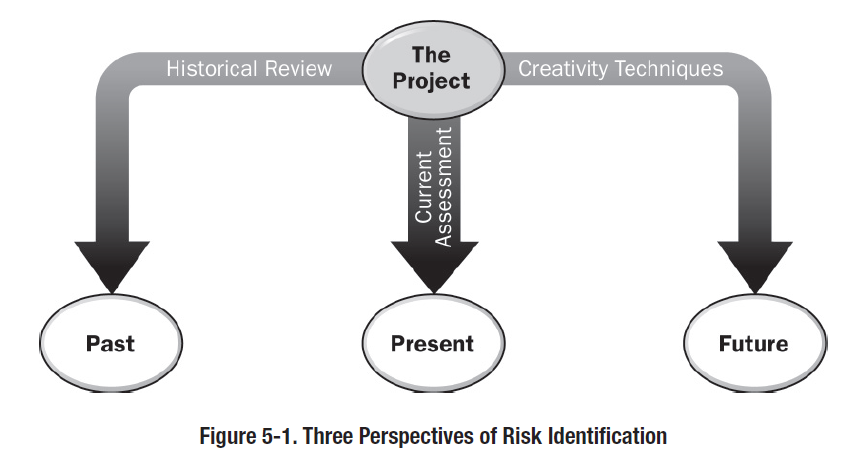 The
Project
Historical Review
Creativity Techniques
Current
Assessment
Past
Present
Future
Figure 5-1. Three Perspectives of Risk Identification